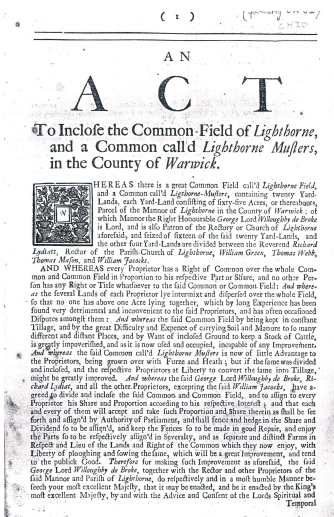 ( 1 )
AN
ACT
To Inclose the Common-Field of Lighthorne,
and a Common call'd Lighthorne Musters,
in the County of Warwick.
WHEREAS there is a great Common Field call'd Lighthorne Field,
and a Common call'd Lighthorne-Musters, containing twenty Yard-
Lands, each Yard-Land consisting of sixty-five Acres, or thereabouts,
Parcel of the Mannor of Lighthorne in the County of Warwick; of
which Mannor the Right Honourable George Lord Willoughby de Broke
is Lord, and is also Patron of the Rectory or Church of Lighthorne
aforesaid, and seized of sixteen of the said twenty Yard-Lands, and
the other four Yard-Lands are divided between the Reverend Richard
Lydiatt, Rector of the Parish-Church of Lighthorne, William Green, Thomas Webb,
Thomas Mason, and William Jacocks.
AND WHEREAS every Proprietor has a Right of Common over the whole Com-
mon and Common Field in Proportion to his respective Part or Share, and no other Per-
son has any Right or Title whatsoever to the said Common or Common Field: And where-
as the several Lands of each Proprietor lye intermixt and dispersed over the whole Field,
so that no one has above one Acre lying together, which by long Experience has been
found very detrimental and inconvenient to the said Proprietors, and has often occasioned
Disputes amongst them: And whereas the said Common Field by being kept in constant
Tillage, and by the great Difficulty and Expence of carrying Soil and Manure to so many
different and distant Places, and by Want of inclosed Ground to keep a Stock of Cattle,
is greatly impoverished, and as it is now used and occupied, incapable of any Improvement.
And whereas the said Common call'd Lighthorne Musters is now of little Advantage to
the Proprietors, being grown over with Furze and Heath; but if the same was divided
and inclosed, and the respective Proprietors at Liberty to convert the same into Tillage,
might be greatly improved. And whereas the said George Lord Willoughby de Broke, Ri-
chard Lydiat, and all the other Proprietors, excepting the said William Jacocks, have a-
greed to divide and inclose the said Common and Common Field, and to assign to every
Proprietor his Share and Proportion according to his respective Interest; and that each
and every of them will accept and take such Proportion and Share therein as shall be set
forth and assign'd by Authority of Parliament, and shall fence and hedge in the Share and
Dividend so to be assign'd, and keep the Fences so to be made in good Repair, and enjoy
the Parts so to be respectively assign'd in Severalty, and as separate and distinct Farms in
Respect and Lieu of the Lands and Right of Common which they now enjoy, with
Liberty of ploughing and sowing the same, which will be a great Improvement, and tend
to the publick Good. Therefore for making such Improvement as aforesaid, the said
George Lord Willoughby de Broke, together with the Rector and other Proprietors of the
said Mannor and Parish of Lighthorne, do respectively and in a most humble Manner be-
seech your most excellent Majesty, that it may be enacted, and be it enacted by the King's
most excellent Majesty, by and with the Advice and Consent of the Lords Spiritual and
Temporal